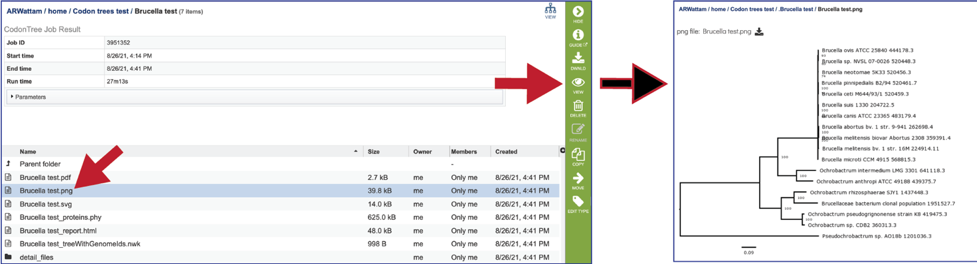 ARWattam / home / Codon trees test / Brucella test (7 items)
VIEW
CodonTree Job Result
Job ID 3951352
Start time 8/26/21, 4:14 PM
End time 8/26/21, 4:41 PM
Run time 27m13s
Parameters
Name Size Owner Members Created
Parent folder -
Brucella test.pdf 2.7 kB me Only me 8/26/21, 4:41 PM
Brucella test.png 39.8 kB me Only me 8/26/21, 4:41 PM
Brucella test.svg 14.0 kB me Only me 8/26/21, 4:41 PM
Brucella test_proteins.phy 625.0 kB me Only me 8/26/21, 4:41 PM
Brucella test_report.html 48.0 kB me Only me 8/26/21, 4:41 PM
Brucella test_treeWithGenomeIds.nwk 998 B me Only me 8/26/21, 4:41 PM
detail_files me Only me 8/26/21, 4:41 PM
HIDE
GUIDE
DWNLD
VIEW
DELETE
RENAME
COPY
MOVE
EDIT TYPE
ARWattam / home / Codon trees test / .Brucella test / Brucella test.png
png file: Brucella test.png
Brucella ovis ATCC 25840 444178.3
Brucella sp. NVSL 07-0026 520448.3
Brucella neotomae 5K33 520456.3
Brucella pinnipedialis B2/94 520461.7
Brucella ceti M644/93/1 520459.3
Brucella suis 1330 204722.5
Brucella canis ATCC 23365 483179.4
Brucella abortus bv. 1 str. 9-941 262698.4
Brucella melitensis biovar Abortus 2308 359391.4
Brucella melitensis bv. 1 str. 16M 224914.11
Brucella microti CCM 4915 568815.3
Ochrobactrum intermedium LMG 3301 641118.3
Ochrobactrum anthropi ATCC 49188 439375.7
Ochrobactrum rhizosphaerae SJY1 1437448.3
Brucellaceae bacterium clonal population 1951527.7
Ochrobactrum pseudogrignonense strain K8 419475.3
Ochrobactrum sp. CDB2 360313.3
Pseudochrobactrum sp. AO18b 1201036.3
100
100
100
100
100
0.09